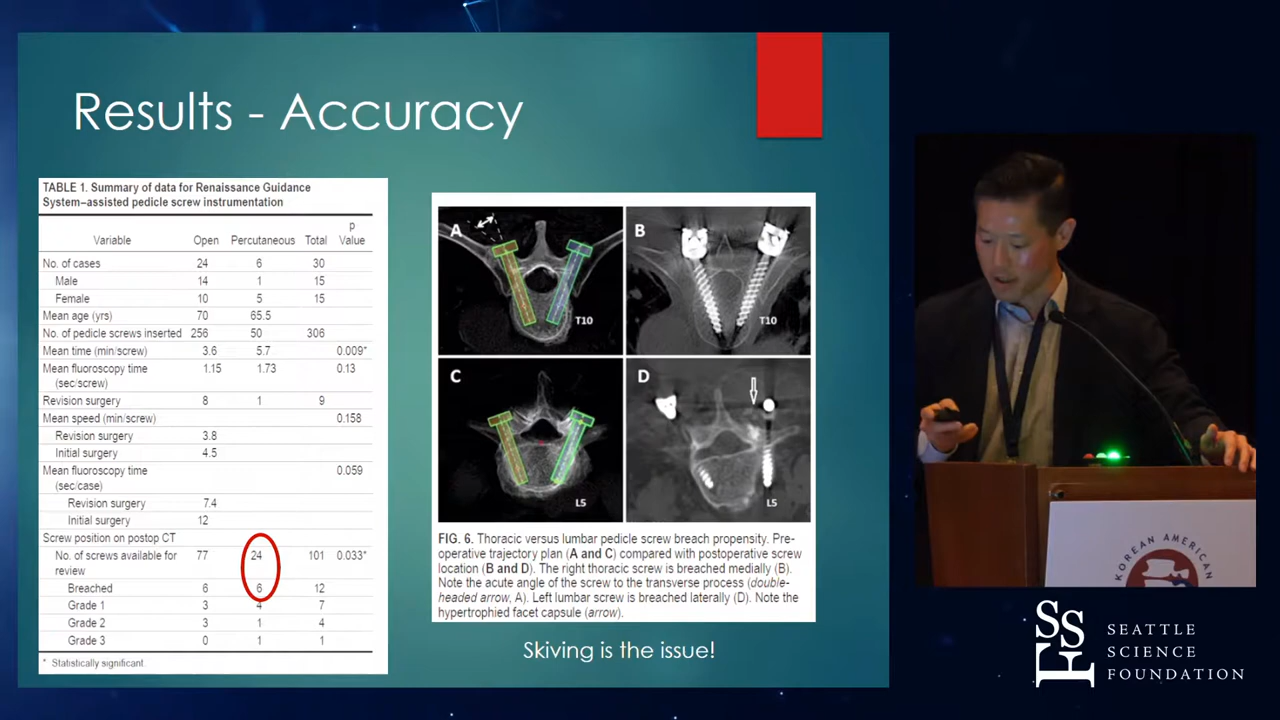 Results - Accuracy
TABLE 1. Summary of data for Renaissance Guidance
System–assisted pedicle screw instrumentation
Variable Open Percutaneous Total p Value
No. of cases 24 6 30
Male 14 1 15
Female 10 5 15
Mean age (yrs) 70 65.5
No. of pedicle screws inserted 256 50 306
Mean time (min/screw) 3.6 5.7 0.009*
Mean fluoroscopy time 1.15 1.73 0.13
(sec/screw)
Revision surgery 8 1 9
Mean speed (min/screw) 0.158
Revision surgery 3.8
Initial surgery 4.5
Mean fluoroscopy time 0.059
(sec/case)
Revision surgery 7.4
Initial surgery 12
Screw position on postop CT
No. of screws available for 77 24 101 0.033*
review
Breached 6 6 12
Grade 1 3 4 7
Grade 2 3 1 4
Grade 3 0 1 1
* Statistically significant.
A
T10
B
T10
C
L5
D
L5
FIG. 6. Thoracic versus lumbar pedicle screw breach propensity. Pre-
operative trajectory plan (A and C) compared with postoperative screw
location (B and D). The right thoracic screw is breached medially (B).
Note the acute angle of the screw to the transverse process (double-
headed arrow, A). Left lumbar screw is breached laterally (D). Note the
hypertrophied facet capsule (arrow).
Skiving is the issue!
KOREAN AMERICAN
SSF
SEATTLE
SCIENCE
FOUNDATION